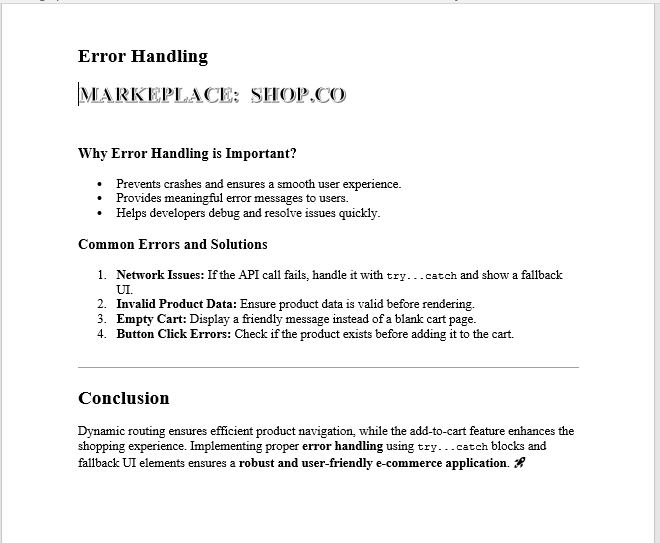 Error Handling
MARKEPLACE: SHOP.CO
Why Error Handling is Important?
• Prevents crashes and ensures a smooth user experience.
• Provides meaningful error messages to users.
• Helps developers debug and resolve issues quickly.
Common Errors and Solutions
1. Network Issues: If the API call fails, handle it with try...catch and show a fallback
UI.
2. Invalid Product Data: Ensure product data is valid before rendering.
3. Empty Cart: Display a friendly message instead of a blank cart page.
4. Button Click Errors: Check if the product exists before adding it to the cart.
Conclusion
Dynamic routing ensures efficient product navigation, while the add-to-cart feature enhances the
shopping experience. Implementing proper error handling using try...catch blocks and
fallback UI elements ensures a robust and user-friendly e-commerce application. 🚀